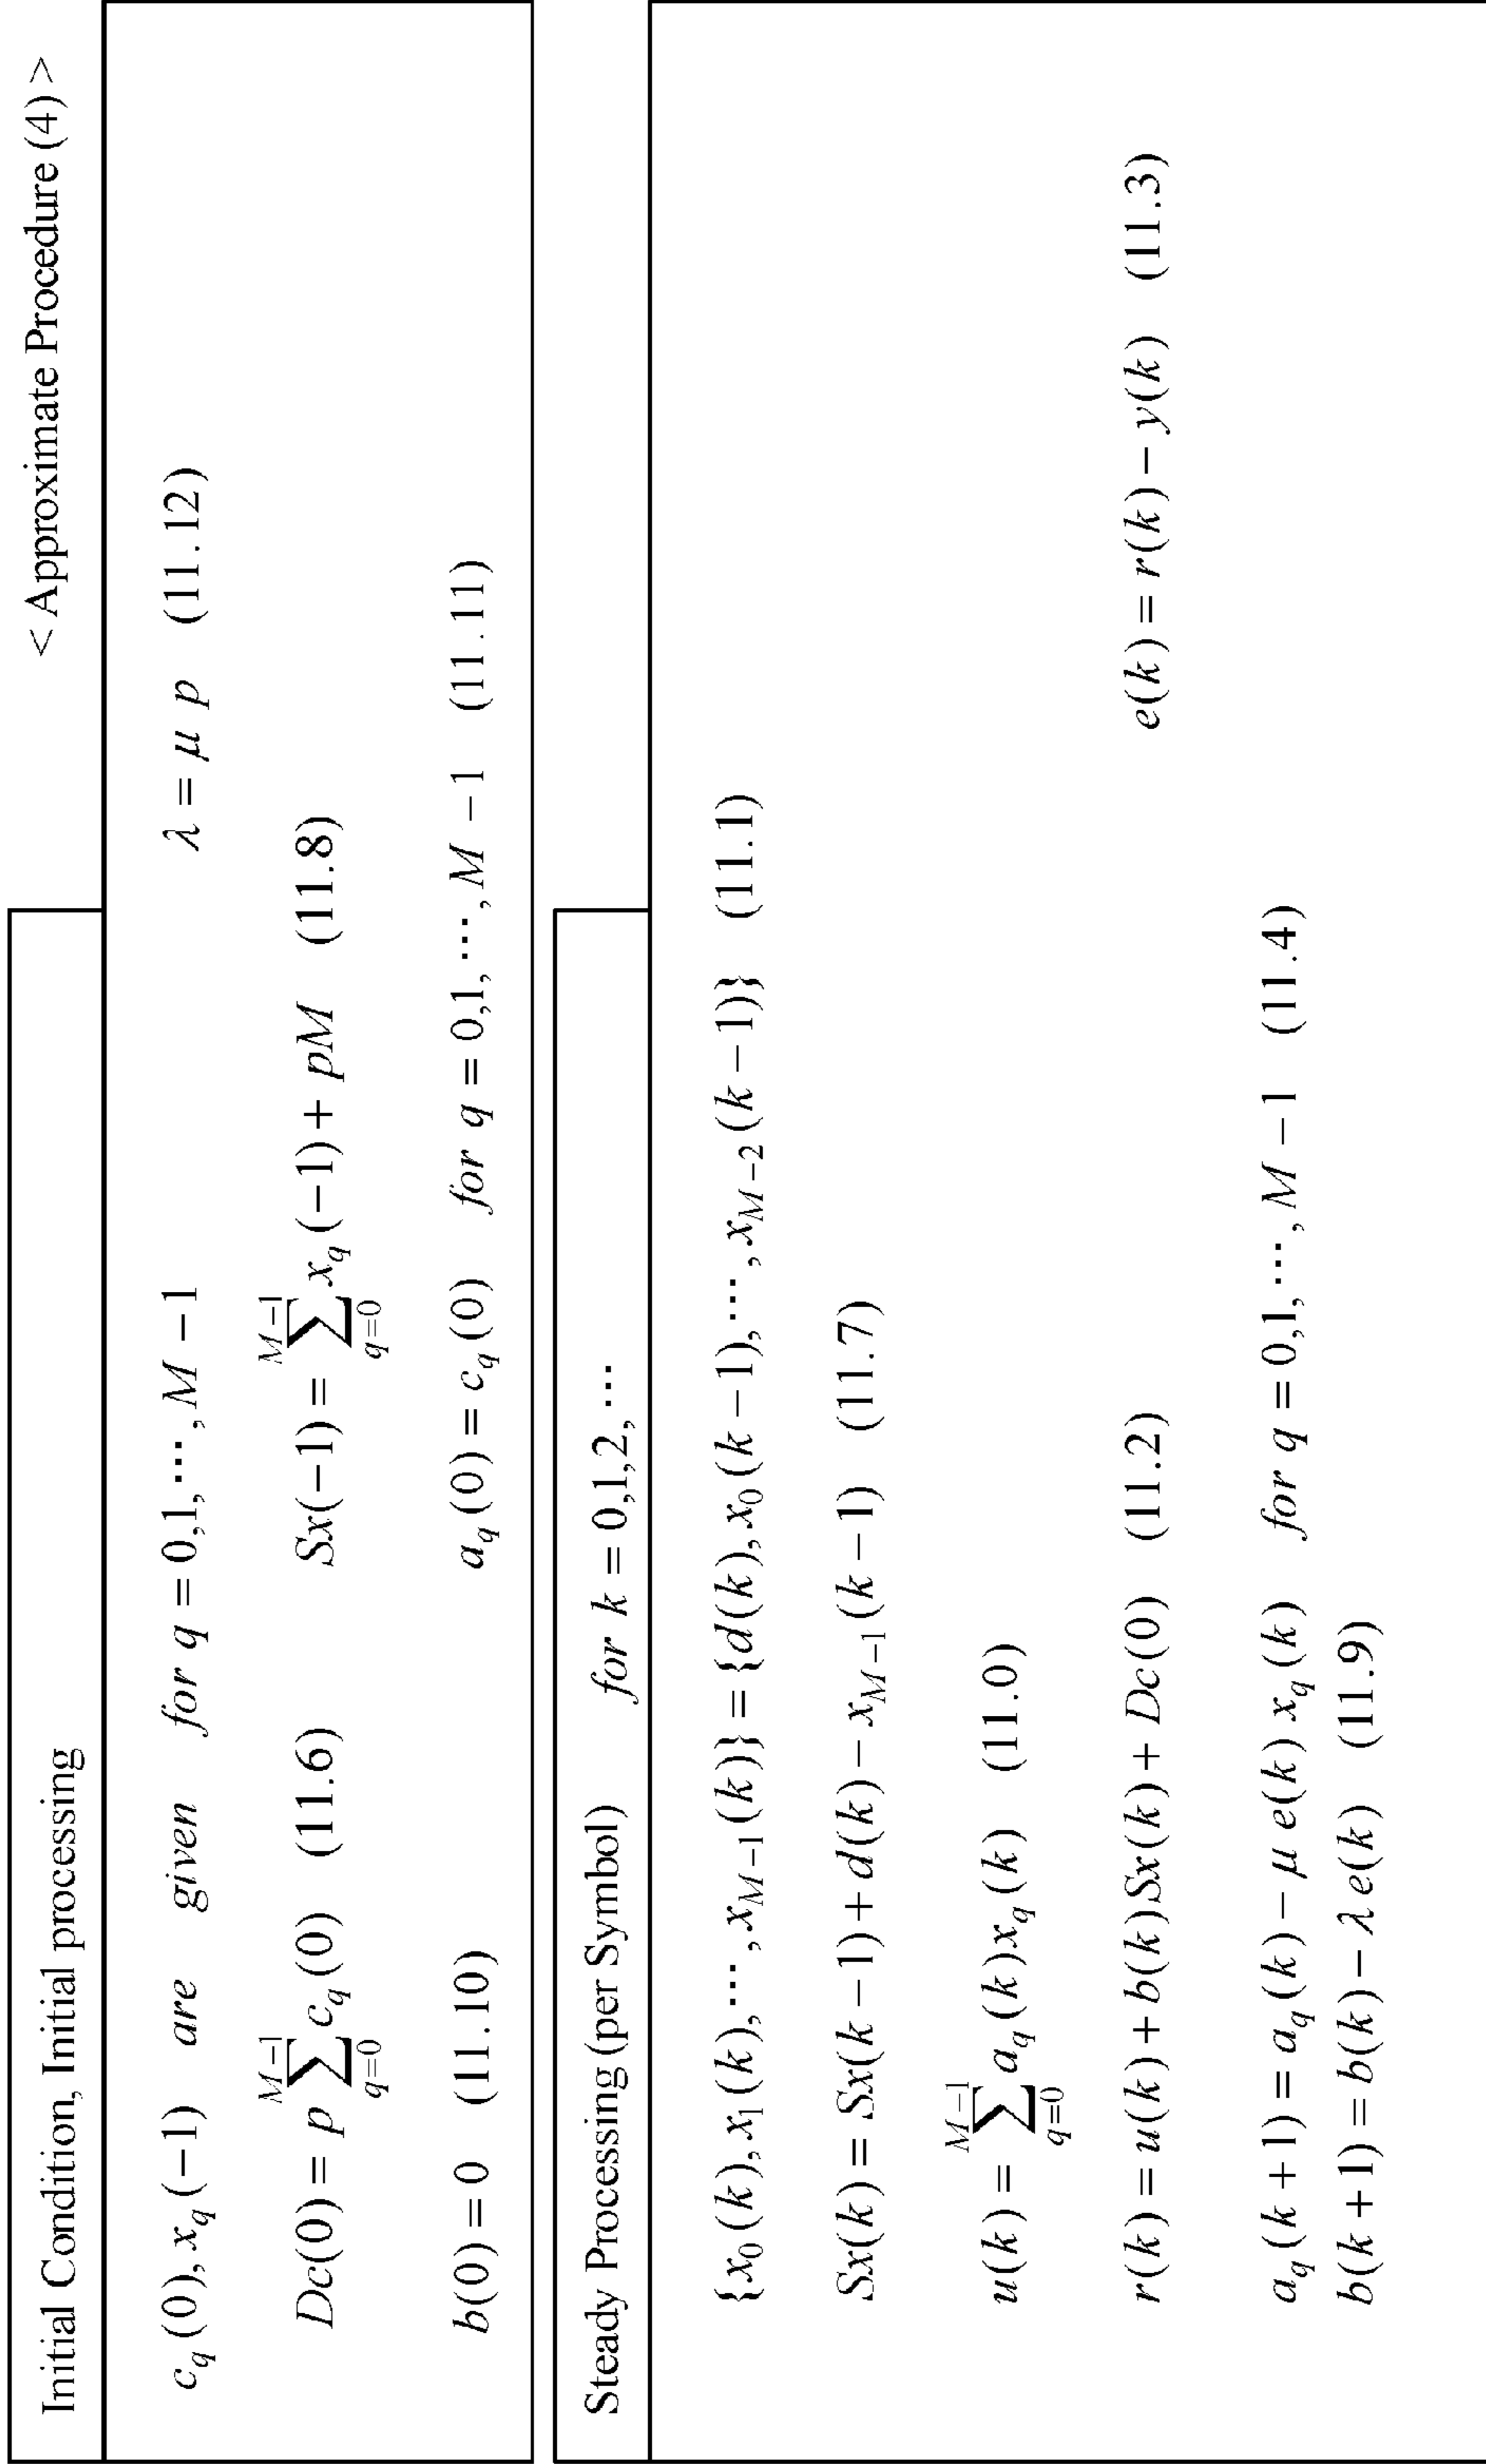 < Approximate Procedure (4) >
Initial Condition, Initial processing
c_q(0), x_q(−1) are given for q = 0,1,⋯, M −1 λ = μ p (11.12)
Dc(0) = p ∑_{q=0}^{M−1} c_q(0) (11.6) Sx(−1) = ∑_{q=0}^{M−1} x_q(−1) + pM (11.8)
b(0) = 0 (11.10) a_q(0) = c_q(0) for q = 0,1,⋯, M −1 (11.11)
Steady Processing (per Symbol) for k = 0,1,2, ⋯
{x_0(k), x_1(k), ⋯, x_{M−1}(k)} = {d(k), x_0(k −1), ⋯, x_{M−2}(k −1)} (11.1)
Sx(k) = Sx(k −1) + d(k) − x_{M−1}(k −1) (11.7)
u(k) = ∑_{q=0}^{M−1} a_q(k)x_q(k) (11.0)
r(k) = u(k) + b(k)Sx(k) + Dc(0) (11.2) e(k) = r(k) − y(k) (11.3)
a_q(k +1) = a_q(k) − μ e(k) x_q(k) for q = 0,1,⋯, M −1 (11.4)
b(k +1) = b(k) − λ e(k) (11.9)